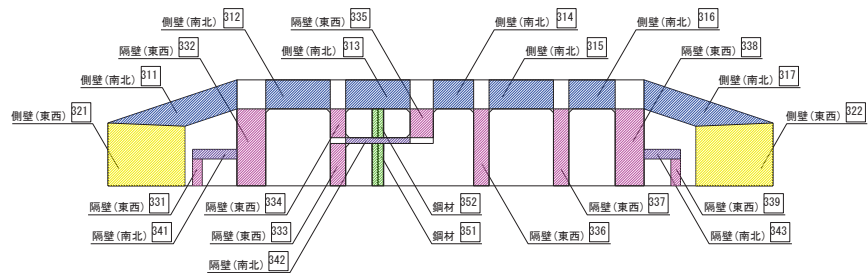 側壁(南北) 312
隔壁(東西) 335
側壁(南北) 314
側壁(南北) 316
隔壁(東西) 332
側壁(南北) 313
側壁(南北) 315
隔壁(東西) 338
側壁(南北) 311
側壁(南北) 317
側壁(東西) 321
側壁(東西) 322
隔壁(東西) 331
隔壁(東西) 334
鋼材 352
隔壁(東西) 337
隔壁(東西) 339
隔壁(南北) 341
隔壁(東西) 333
鋼材 351
隔壁(東西) 336
隔壁(南北) 343
隔壁(南北) 342